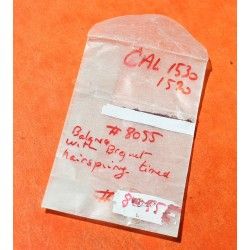 CAL 1530
1520
# 8055
Balance
with Breguet
hairspring timed
# 8055